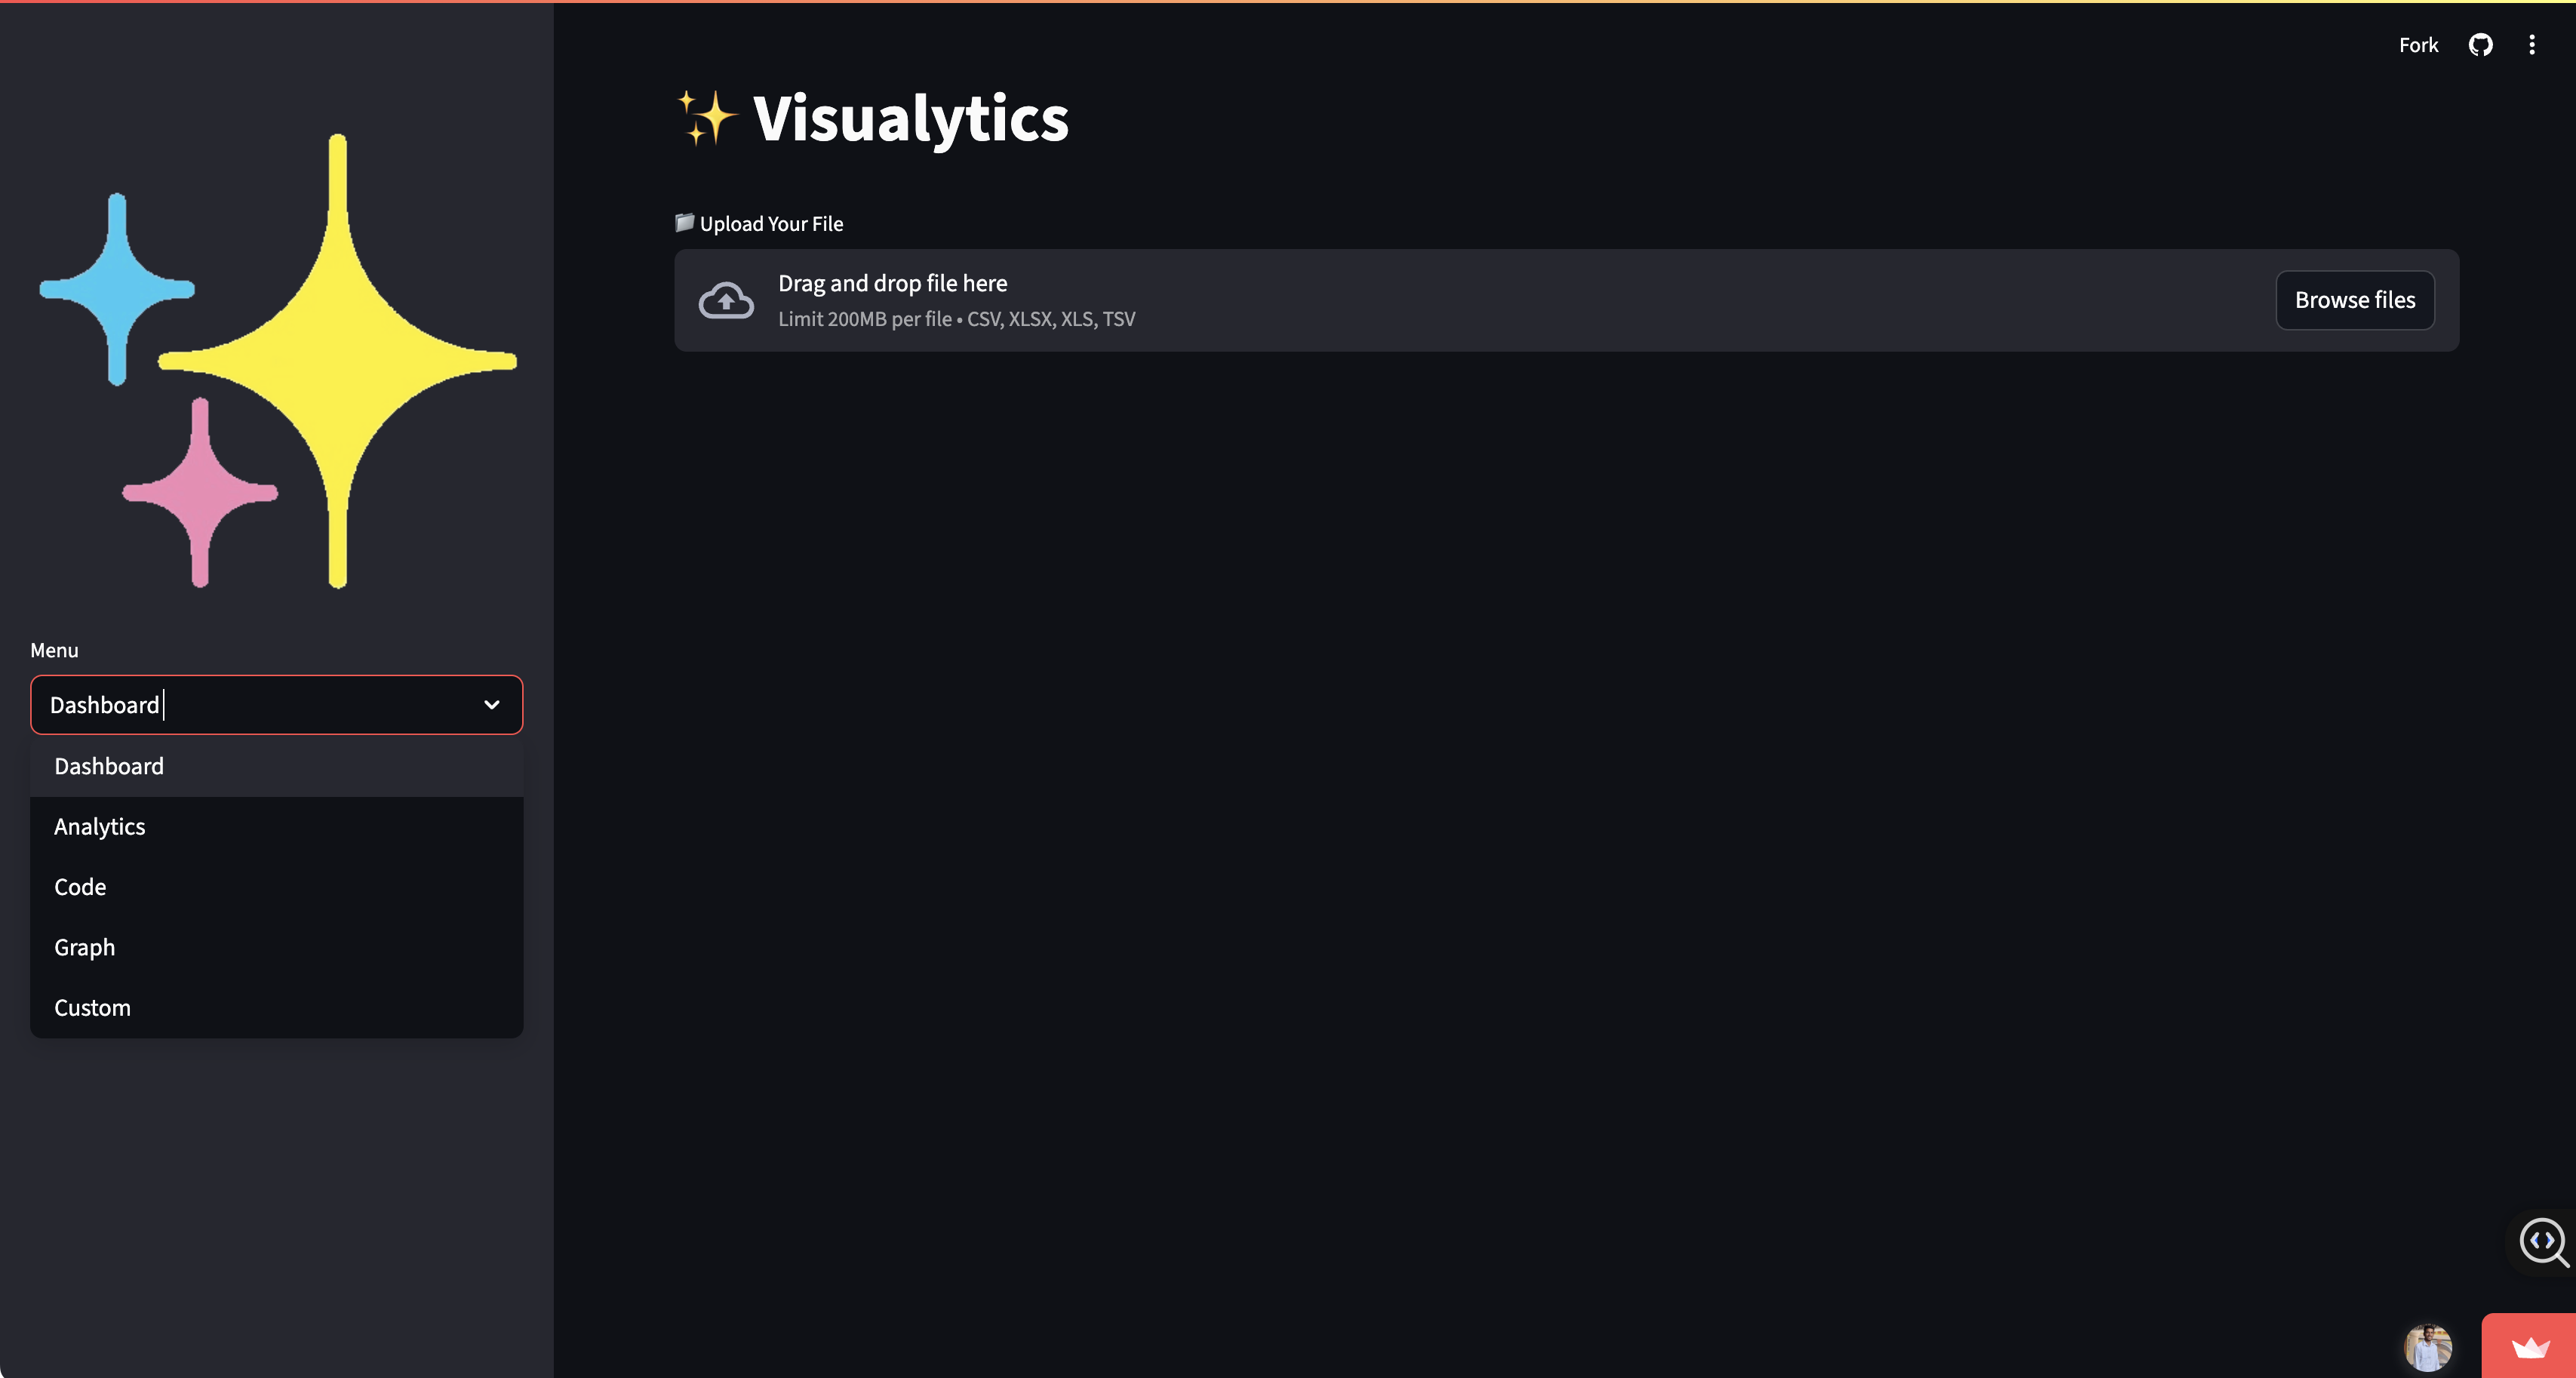 Fork
✨ Visualytics
📁 Upload Your File
Drag and drop file here
Limit 200MB per file • CSV, XLSX, XLS, TSV
Browse files
Menu
Dashboard
Dashboard
Analytics
Code
Graph
Custom